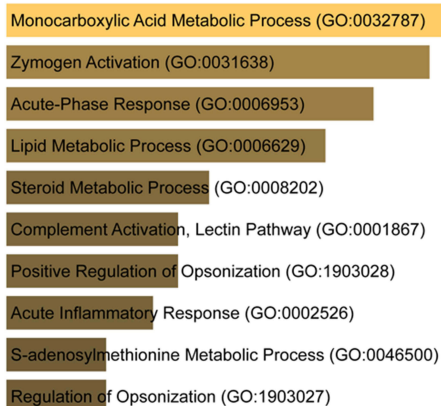 Monocarboxylic Acid Metabolic Process (GO:0032787)
Zymogen Activation (GO:0031638)
Acute-Phase Response (GO:0006953)
Lipid Metabolic Process (GO:0006629)
Steroid Metabolic Process (GO:0008202)
Complement Activation, Lectin Pathway (GO:0001867)
Positive Regulation of Opsonization (GO:1903028)
Acute Inflammatory Response (GO:0002526)
S-adenosylmethionine Metabolic Process (GO:0046500)
Regulation of Opsonization (GO:1903027)